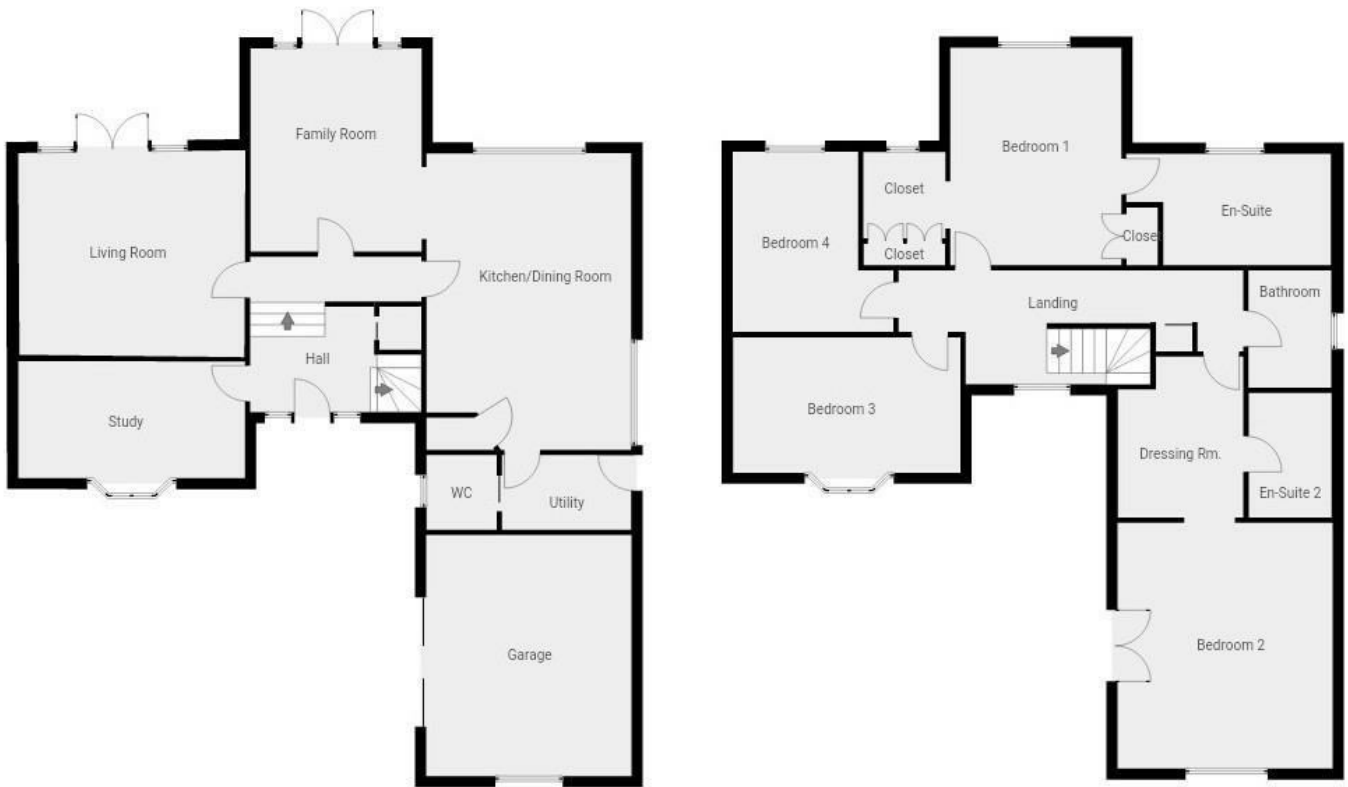 Family Room
Living Room
Kitchen/Dining Room
Hall
Study
WC
Utility
Garage
Bedroom 1
Closet
En-Suite
Bedroom 4
Closet
Close
Landing
Bathroom
Bedroom 3
Dressing Rm.
En-Suite 2
Bedroom 2